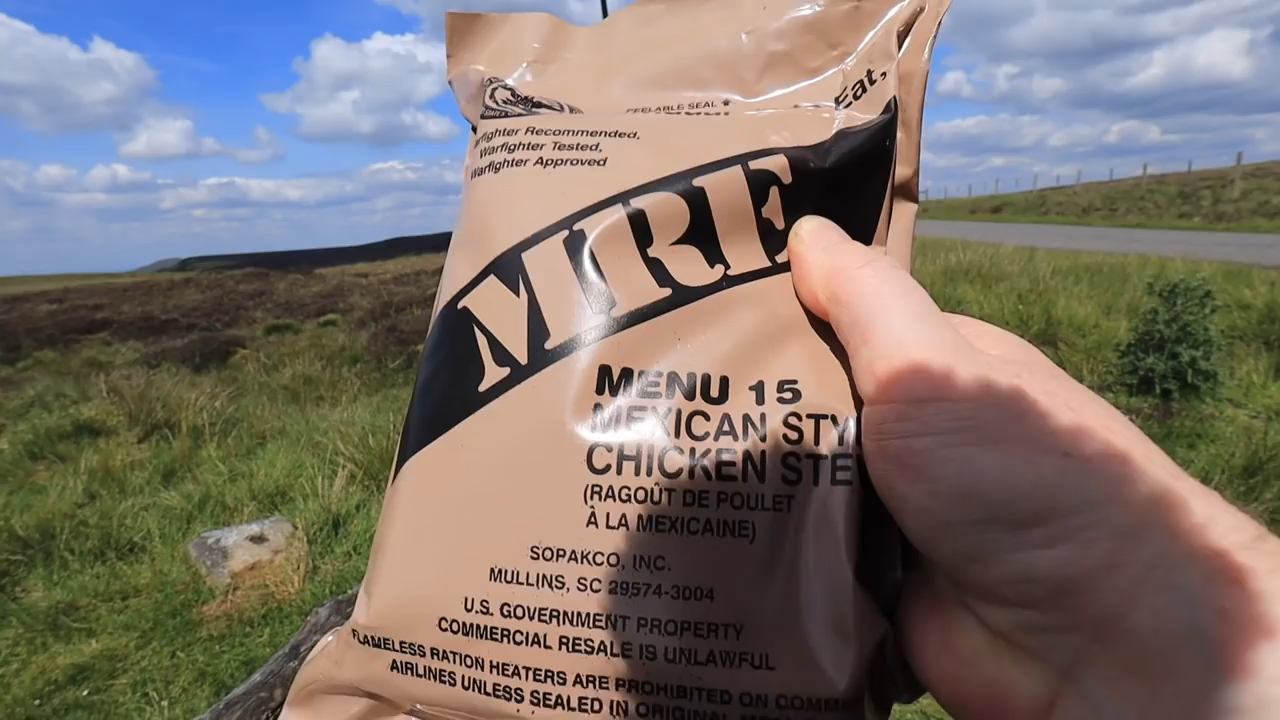 Eat,
PEELABLE SEAL
Warfighter Recommended,
Warfighter Tested,
Warfighter Approved
MRE
MENU 15
MEXICAN STY
CHICKEN STE
(RAGOÛT DE POULET
À LA MEXICAINE)
SOPAKCO, INC.
MULLINS, SC 29574-3004
U.S. GOVERNMENT PROPERTY
COMMERCIAL RESALE IS UNLAWFUL
FLAMELESS RATION HEATERS ARE PROHIBITED ON COMM
AIRLINES UNLESS SEALED IN ORIGINAL